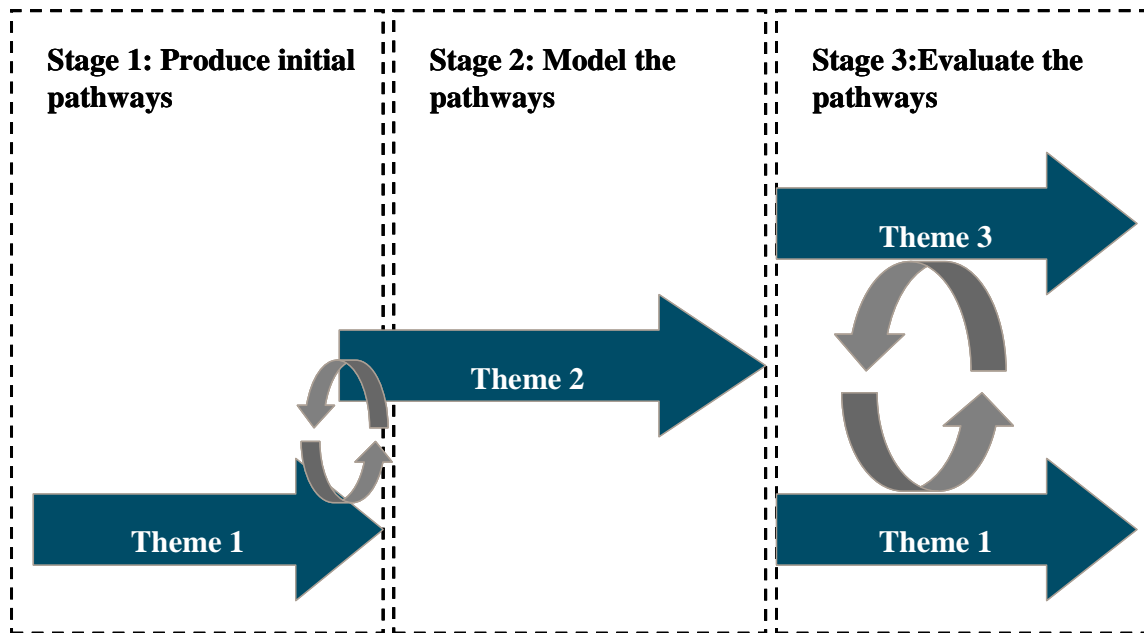 Stage 1: Produce initial
pathways
Stage 2: Model the
pathways
Stage 3:Evaluate the
pathways
Theme 3
Theme 2
Theme 1
Theme 1